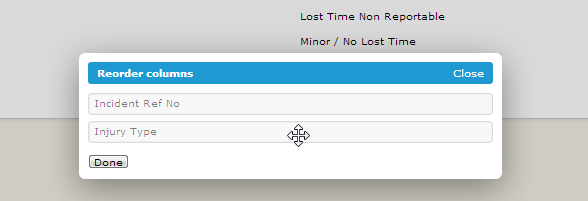 Lost Time Non Reportable
Minor / No Lost Time
Reorder columns Close
Incident Ref No
Injury Type
Done